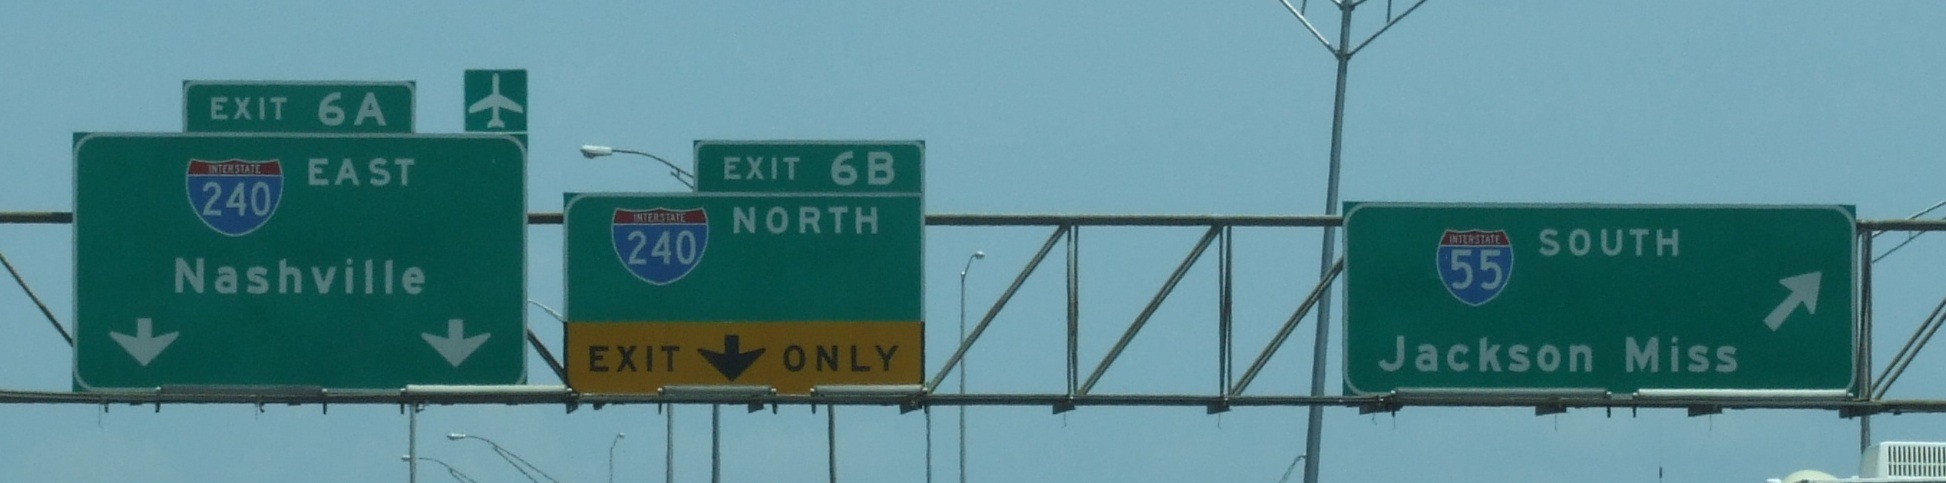 EXIT 6A
INTERSTATE
240 EAST
Nashville
EXIT 6B
INTERSTATE
240 NORTH
EXIT ONLY
INTERSTATE
55 SOUTH
Jackson Miss